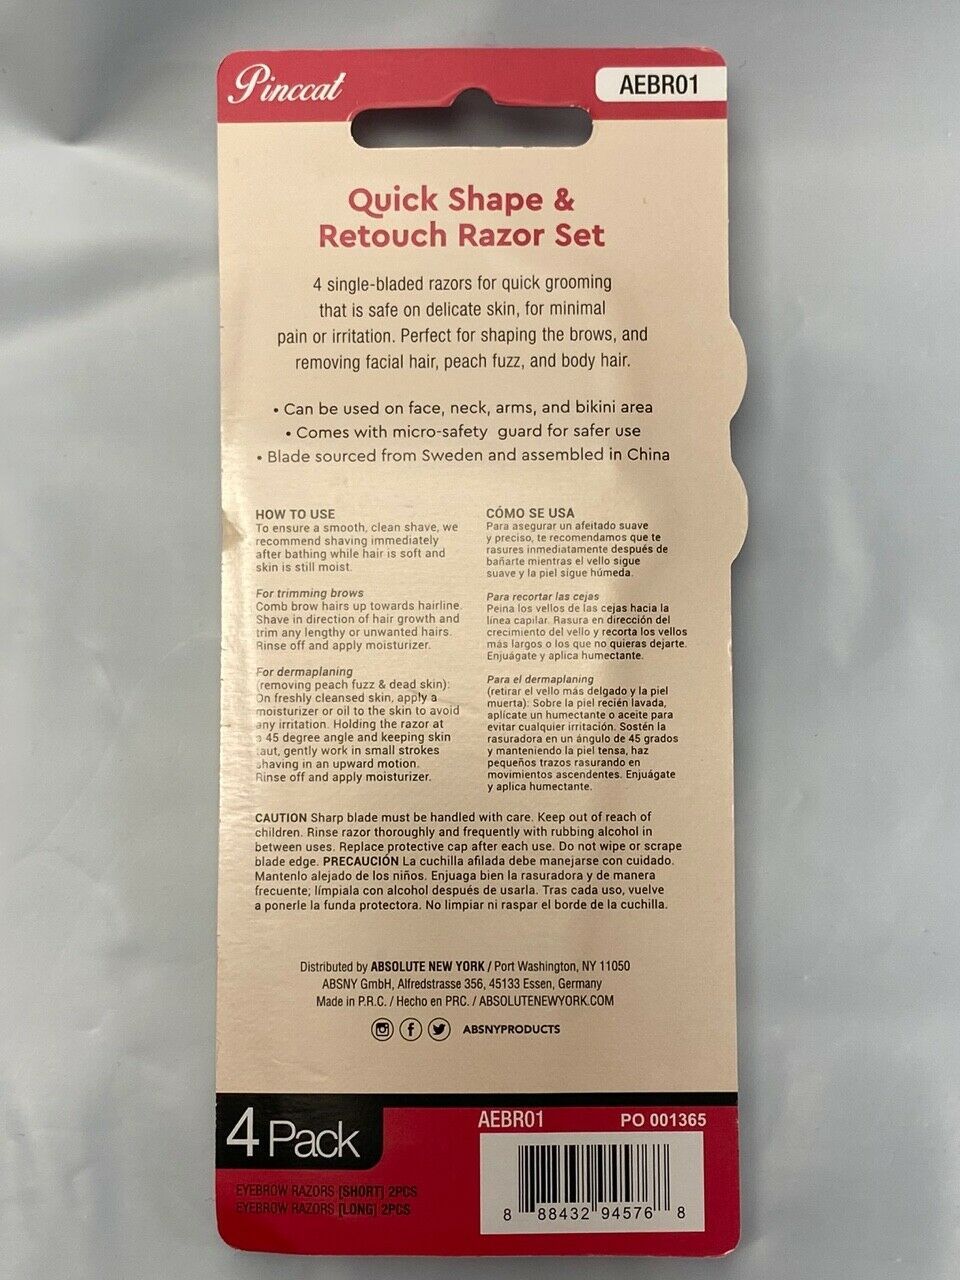 Pinccat
AEBR01
Quick Shape &
Retouch Razor Set
4 single-bladed razors for quick grooming
that is safe on delicate skin, for minimal
pain or irritation. Perfect for shaping the brows, and
removing facial hair, peach fuzz, and body hair.
• Can be used on face, neck, arms, and bikini area
• Comes with micro-safety guard for safer use
• Blade sourced from Sweden and assembled in China
HOW TO USE
To ensure a smooth, clean shave, we
recommend shaving immediately
after bathing while hair is soft and
skin is still moist.
For trimming brows
Comb brow hairs up towards hairline.
Shave in direction of hair growth and
trim any lengthy or unwanted hairs.
Rinse off and apply moisturizer.
For dermaplaning
(removing peach fuzz & dead skin):
On freshly cleansed skin, apply a
moisturizer or oil to the skin to avoid
any irritation. Holding the razor at
a 45 degree angle and keeping skin
taut, gently work in small strokes
shaving in an upward motion.
Rinse off and apply moisturizer.
CÓMO SE USA
Para asegurar un afeitado suave
y preciso, te recomendamos que te
rasures inmediatamente después de
bañarte mientras el vello sigue
suave y la piel sigue húmeda.
Para recortar las cejas
Peina los vellos de las cejas hacia la
línea capilar. Rasura en dirección del
crecimiento del vello y recorta los vellos
más largos o los que no quieras dejarte.
Enjuágate y aplica humectante.
Para el dermaplaning
(retirar el vello más delgado y la piel
muerta): Sobre la piel recién lavada,
aplícate un humectante o aceite para
evitar cualquier irritación. Sostén la
rasuradora en un ángulo de 45 grados
y manteniendo la piel tensa, haz
pequeños trazos rasurando en
movimientos ascendentes. Enjuágate
y aplica humectante.
CAUTION Sharp blade must be handled with care. Keep out of reach of
children. Rinse razor thoroughly and frequently with rubbing alcohol in
between uses. Replace protective cap after each use. Do not wipe or scrape
blade edge. PRECAUCIÓN La cuchilla afilada debe manejarse con cuidado.
Mantenlo alejado de los niños. Enjuaga bien la rasuradora y de manera
frecuente; límpiala con alcohol después de usarla. Tras cada uso, vuelve
a ponerle la funda protectora. No limpiar ni raspar el borde de la cuchilla.
Distributed by ABSOLUTE NEW YORK / Port Washington, NY 11050
ABSNY GmbH, Alfredstrasse 356, 45133 Essen, Germany
Made in P.R.C. / Hecho en PRC. / ABSOLUTENEWYORK.COM
ABSNYPRODUCTS
4 Pack
EYEBROW RAZORS [SHORT] 2PCS
EYEBROW RAZORS [LONG] 2PCS
AEBR01 PO 001365
8 88432 94576 8